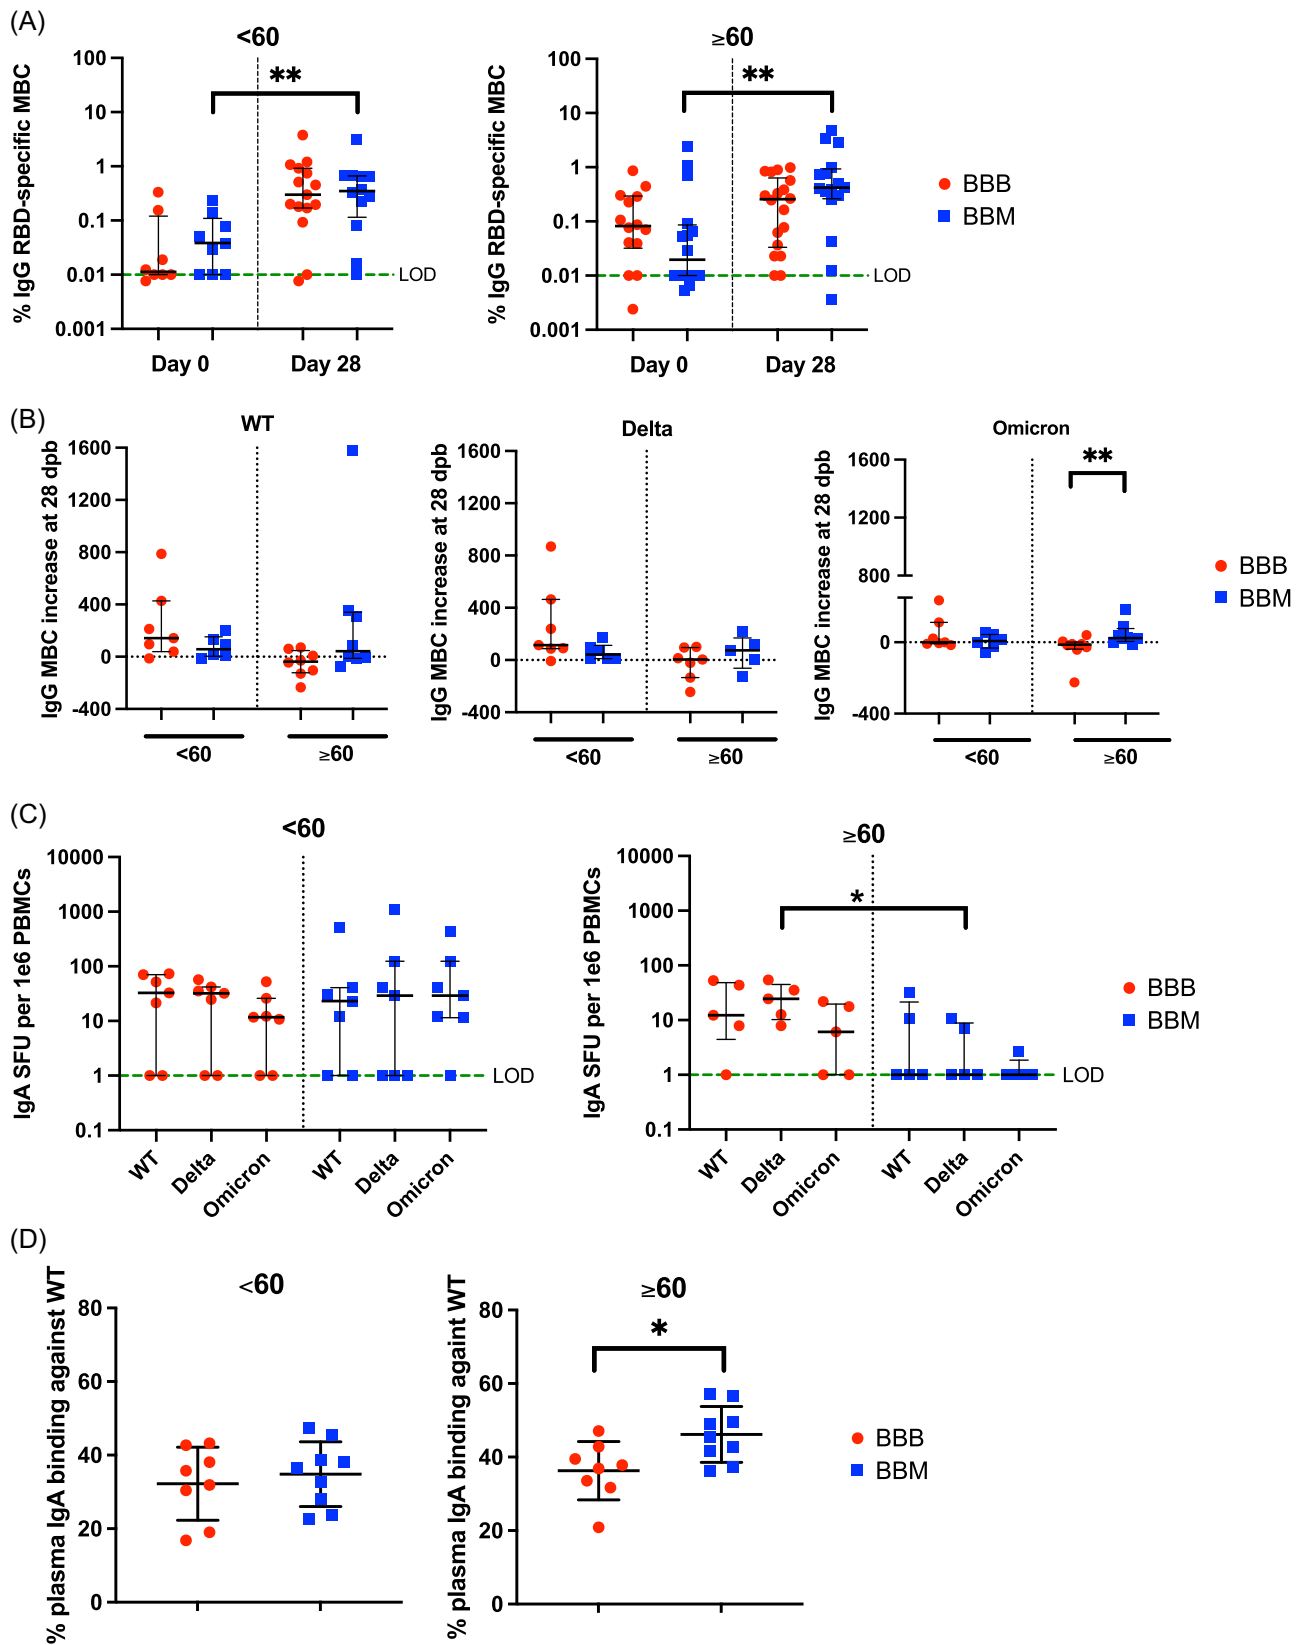 (A)
<60
≥60
% IgG RBD-specific MBC
100
10
1
0.1
0.01
0.001
**
LOD
Day 0
Day 28
% IgG RBD-specific MBC
100
10
1
0.1
0.01
0.001
**
LOD
Day 0
Day 28
BBB
BBM
(B)
WT
IgG MBC increase at 28 dpb
1600
1200
800
400
0
-400
<60
≥60
Delta
IgG MBC increase at 28 dpb
1600
1200
800
400
0
-400
<60
≥60
Omicron
IgG MBC increase at 28 dpb
1600
1200
800
400
0
-400
**
<60
≥60
BBB
BBM
(C)
<60
IgA SFU per 1e6 PBMCs
10000
1000
100
10
1
0.1
LOD
WT
Delta
Omicron
WT
Delta
Omicron
≥60
IgA SFU per 1e6 PBMCs
10000
1000
100
10
1
0.1
*
LOD
WT
Delta
Omicron
WT
Delta
Omicron
BBB
BBM
(D)
<60
% plasma IgA binding against WT
80
60
40
20
0
≥60
% plasma IgA binding againt WT
80
60
40
20
0
*
BBB
BBM